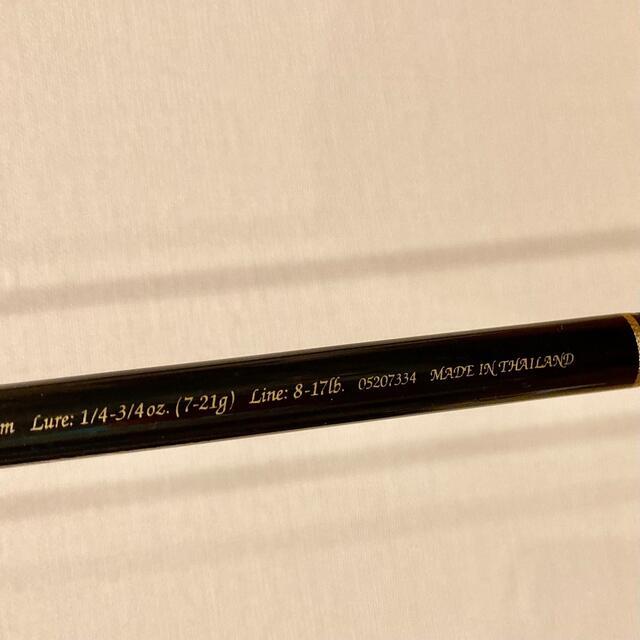 m Lure: 1/4-3/4oz. (7-21g) Line: 8-17lb. 05207334 MADE IN THAILAND